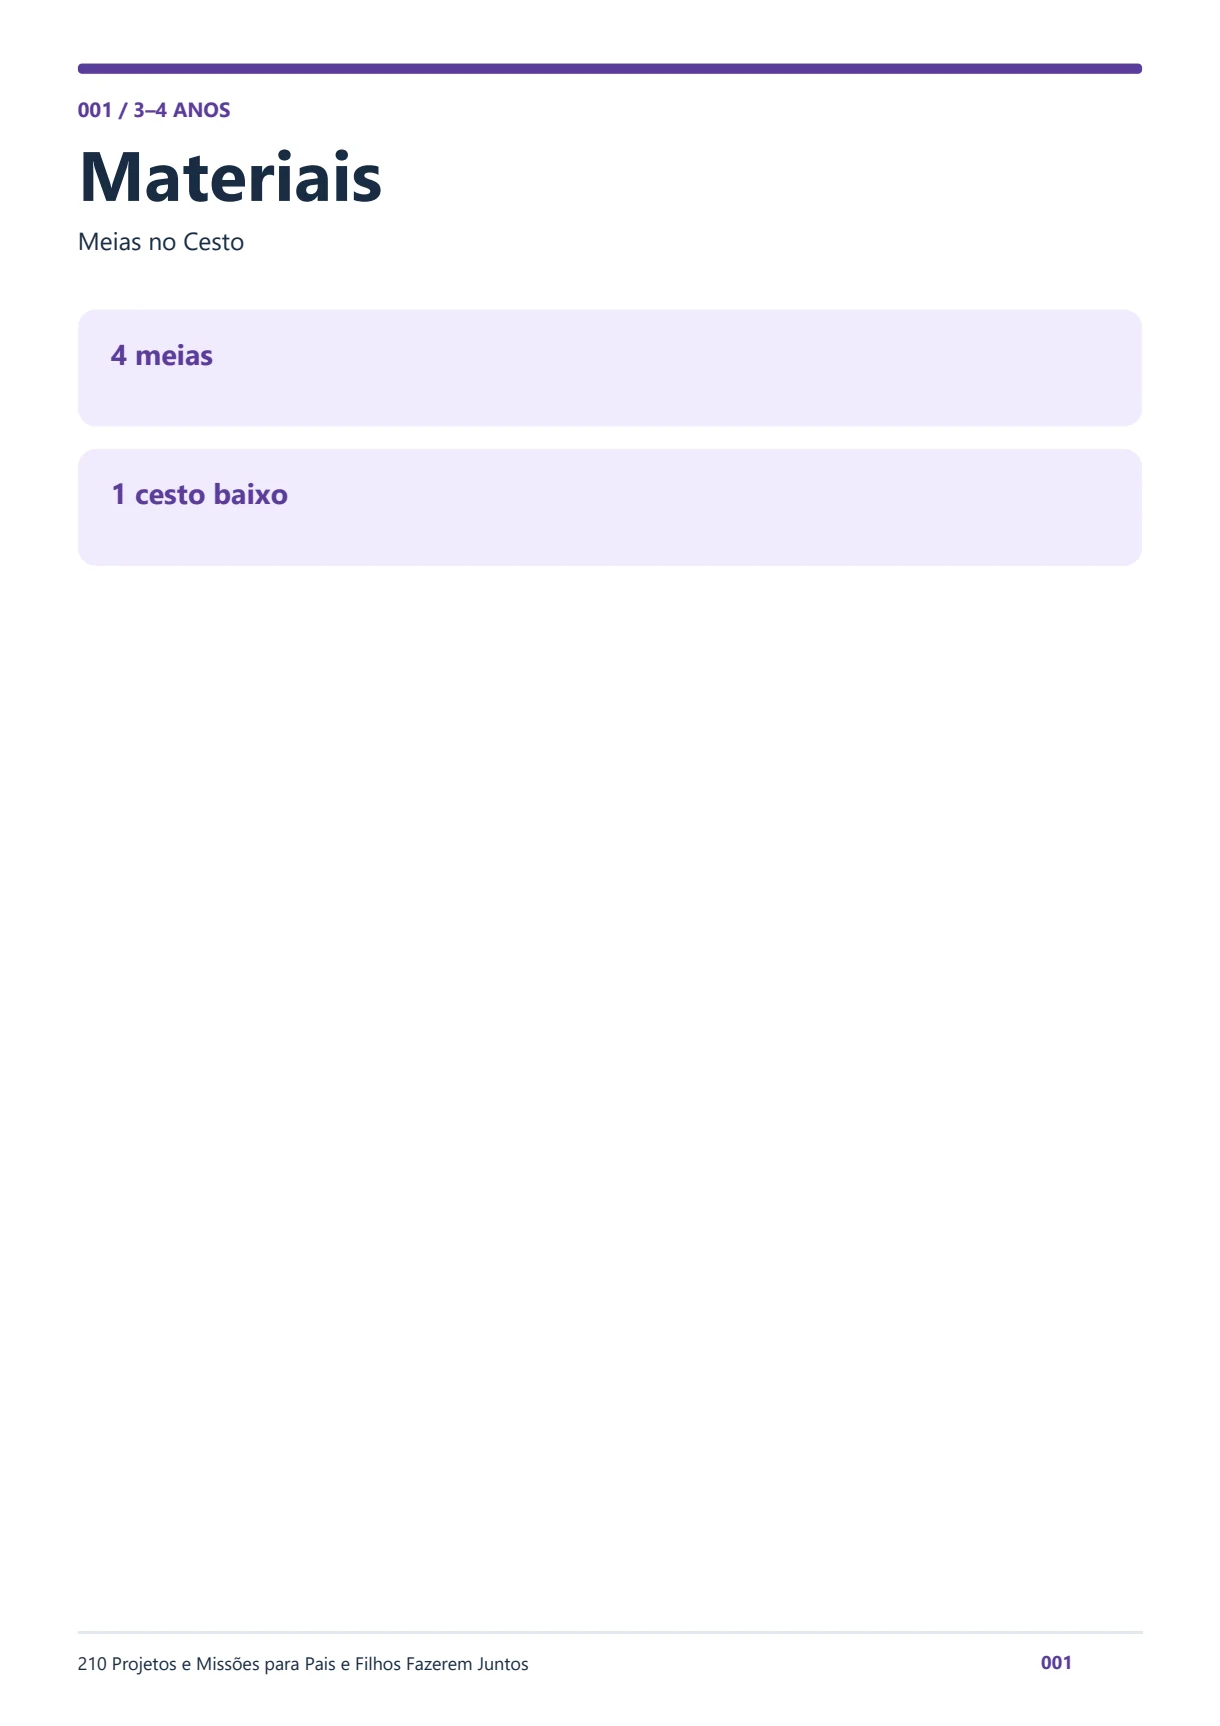 001 / 3–4 ANOS
Materiais
Meias no Cesto
4 meias
1 cesto baixo
210 Projetos e Missões para Pais e Filhos Fazerem Juntos
001